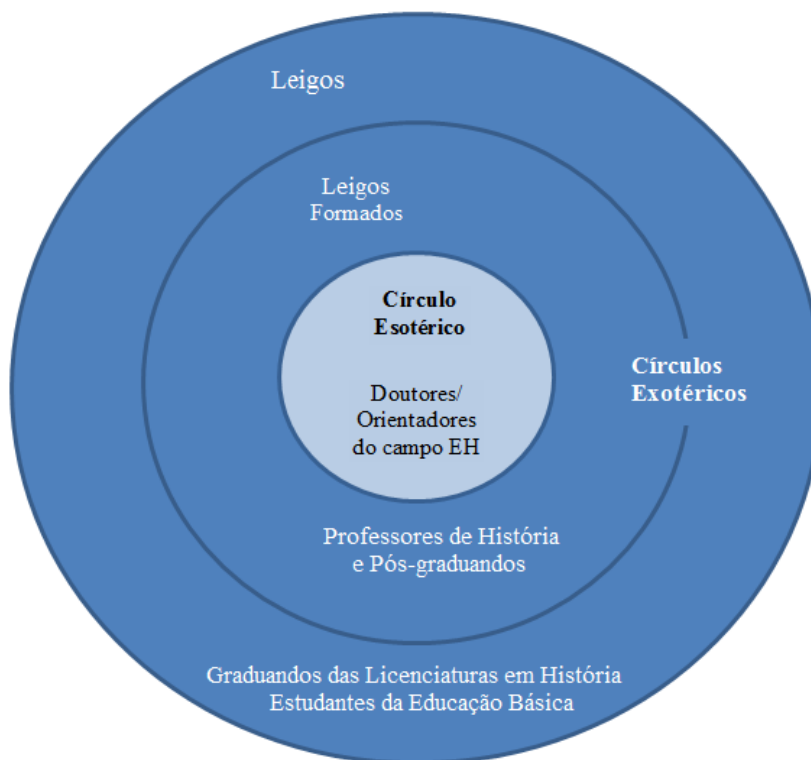 Leigos
Leigos
Formados
Círculo
Esotérico
Doutores/
Orientadores
do campo EH
Círculos
Exotéricos
Professores de História
e Pós-graduandos
Graduandos das Licenciaturas em História
Estudantes da Educação Básica